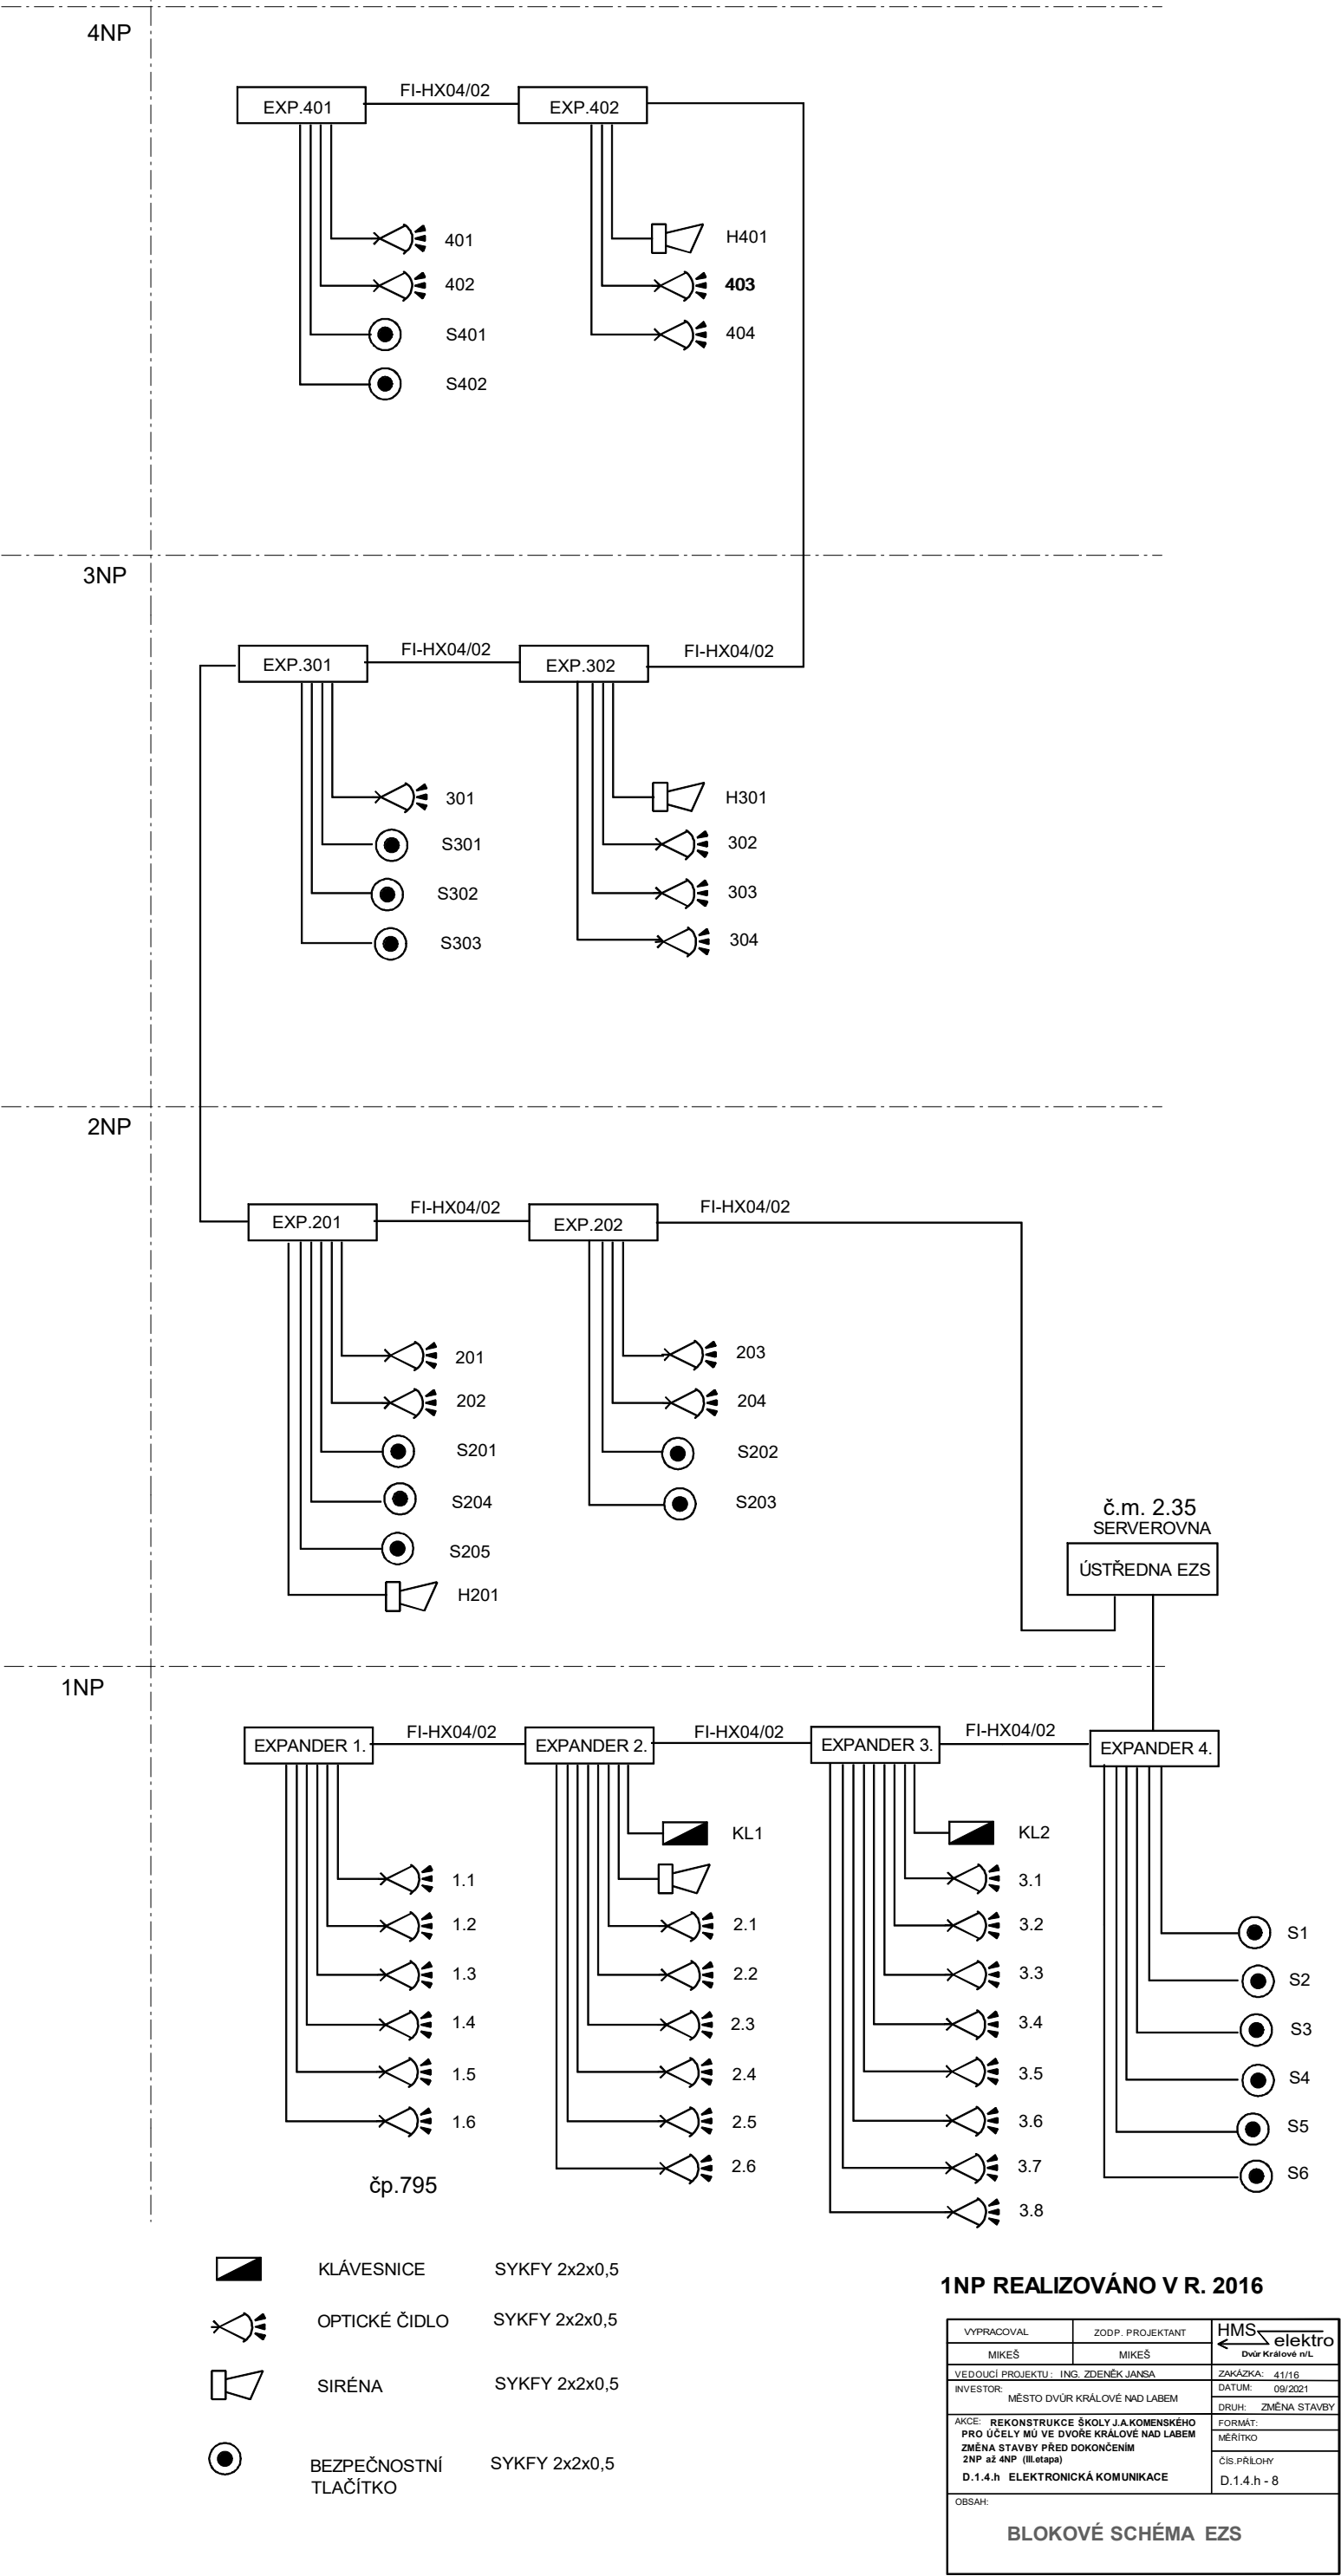 4NP
EXP.401
FI-HX04/02
EXP.402
401
402
S401
S402
H401
403
404
3NP
EXP.301
FI-HX04/02
EXP.302
FI-HX04/02
301
S301
S302
S303
H301
302
303
304
2NP
EXP.201
FI-HX04/02
EXP.202
FI-HX04/02
201
202
S201
S204
S205
H201
203
204
S202
S203
č.m. 2.35
SERVEROVNA
ÚSTŘEDNA EZS
1NP
EXPANDER 1.
FI-HX04/02
EXPANDER 2.
FI-HX04/02
EXPANDER 3.
FI-HX04/02
EXPANDER 4.
1.1
1.2
1.3
1.4
1.5
1.6
KL1
2.1
2.2
2.3
2.4
2.5
2.6
KL2
3.1
3.2
3.3
3.4
3.5
3.6
3.7
3.8
S1
S2
S3
S4
S5
S6
čp.795
KLÁVESNICE SYKFY 2x2x0,5
OPTICKÉ ČIDLO SYKFY 2x2x0,5
SIRÉNA SYKFY 2x2x0,5
BEZPEČNOSTNÍ SYKFY 2x2x0,5
TLAČÍTKO
1NP REALIZOVÁNO V R. 2016
VYPRACOVAL ZODP. PROJEKTANT
MIKEŠ MIKEŠ
HMS
elektro
Dvůr Králové n/L
VEDOUCÍ PROJEKTU : ING. ZDENĚK JANSA
ZAKÁZKA: 41/16
INVESTOR:
MĚSTO DVŮR KRÁLOVÉ NAD LABEM
DATUM: 09/2021
DRUH: ZMĚNA STAVBY
AKCE: REKONSTRUKCE ŠKOLY J.A.KOMENSKÉHO
PRO ÚČELY MÚ VE DVOŘE KRÁLOVÉ NAD LABEM
ZMĚNA STAVBY PŘED DOKONČENÍM
2NP až 4NP (III.etapa)
D.1.4.h ELEKTRONICKÁ KOMUNIKACE
FORMÁT:
MĚŘÍTKO
ČÍS.PŘÍLOHY
D.1.4.h - 8
OBSAH:
BLOKOVÉ SCHÉMA EZS